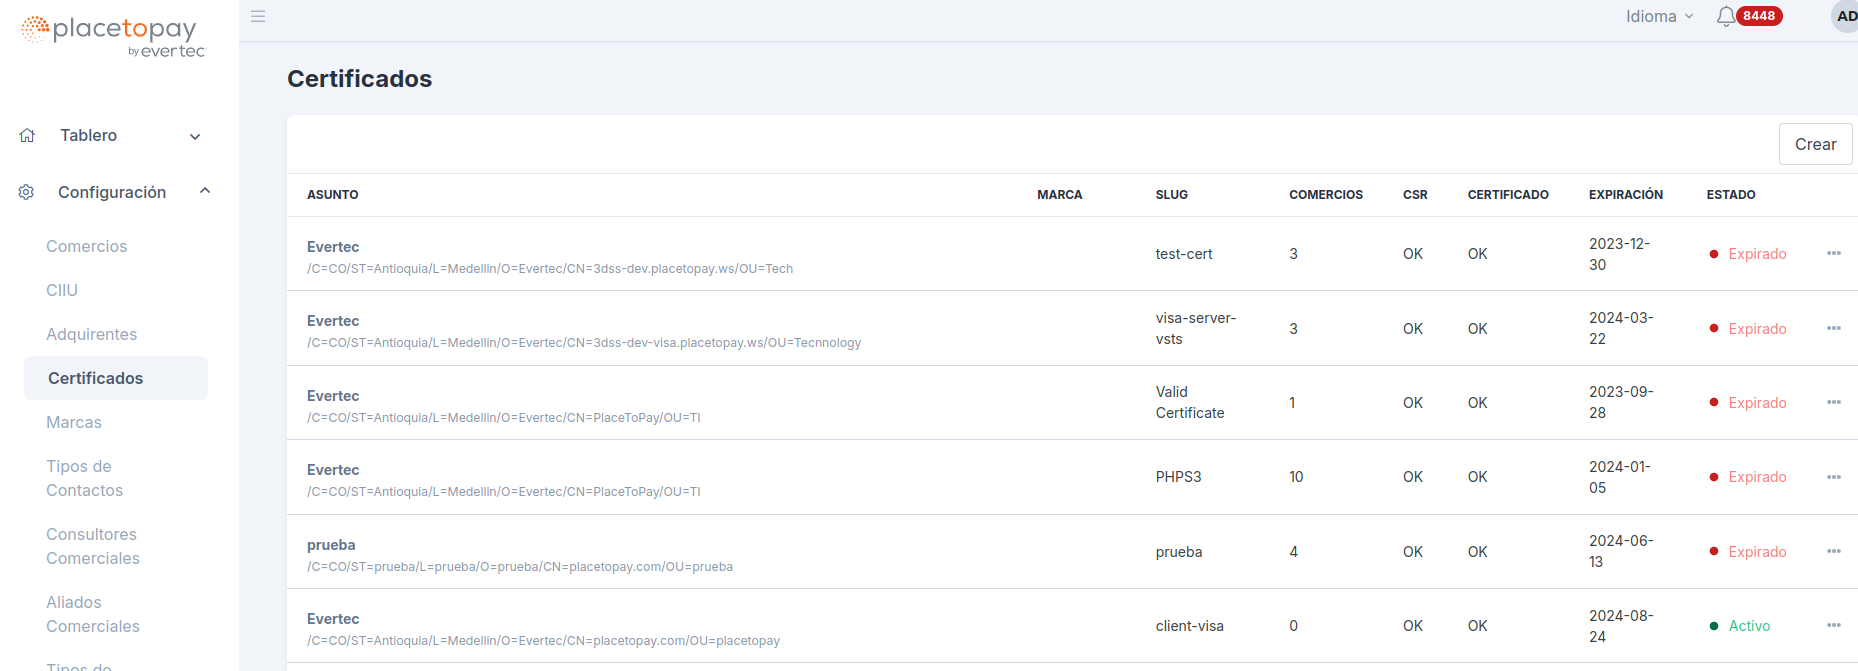 placetopay
by evertec
Idioma
8448
AD
Certificados
Tablero
Configuración
Comercios
CIIU
Adquirentes
Certificados
Marcas
Tipos de
Contactos
Consultores
Comerciales
Aliados
Comerciales
Tipos de
Crear
ASUNTO MARCA SLUG COMERCIOS CSR CERTIFICADO EXPIRACIÓN ESTADO
Evertec
/C=CO/ST=Antioquia/L=Medellin/O=Evertec/CN=3dss-dev.placetopay.ws/OU=Tech
test-cert
3 OK OK
2023-12-
30
Expirado
Evertec
/C=CO/ST=Antioquia/L=Medellin/O=Evertec/CN=3dss-dev-visa.placetopay.ws/OU=Tecnnology
visa-server-
vsts
3 OK OK
2024-03-
22
Expirado
Evertec
/C=CO/ST=Antioquia/L=Medellin/O=Evertec/CN=PlaceToPay/OU=TI
Valid
Certificate
1 OK OK
2023-09-
28
Expirado
Evertec
/C=CO/ST=Antioquia/L=Medellin/O=Evertec/CN=PlaceToPay/OU=TI
PHPS3
10 OK OK
2024-01-
05
Expirado
prueba
/C=CO/ST=prueba/L=prueba/O=prueba/CN=placetopay.com/OU=prueba
prueba
4 OK OK
2024-06-
13
Expirado
Evertec
/C=CO/ST=Antioquia/L=Medellin/O=Evertec/CN=placetopay.com/OU=placetopay
client-visa
0 OK OK
2024-08-
24
Activo